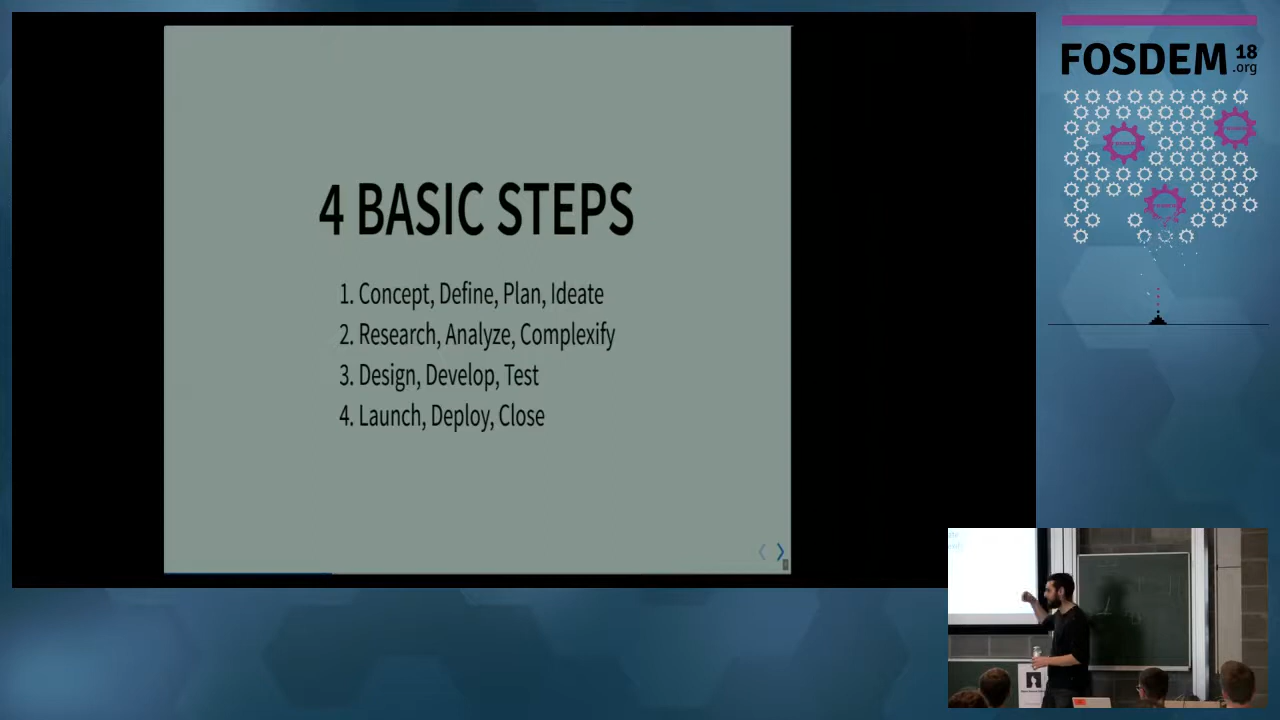 4 BASIC STEPS
1. Concept, Define, Plan, Ideate
2. Research, Analyze, Complexify
3. Design, Develop, Test
4. Launch, Deploy, Close
FOSDEM 18
.org